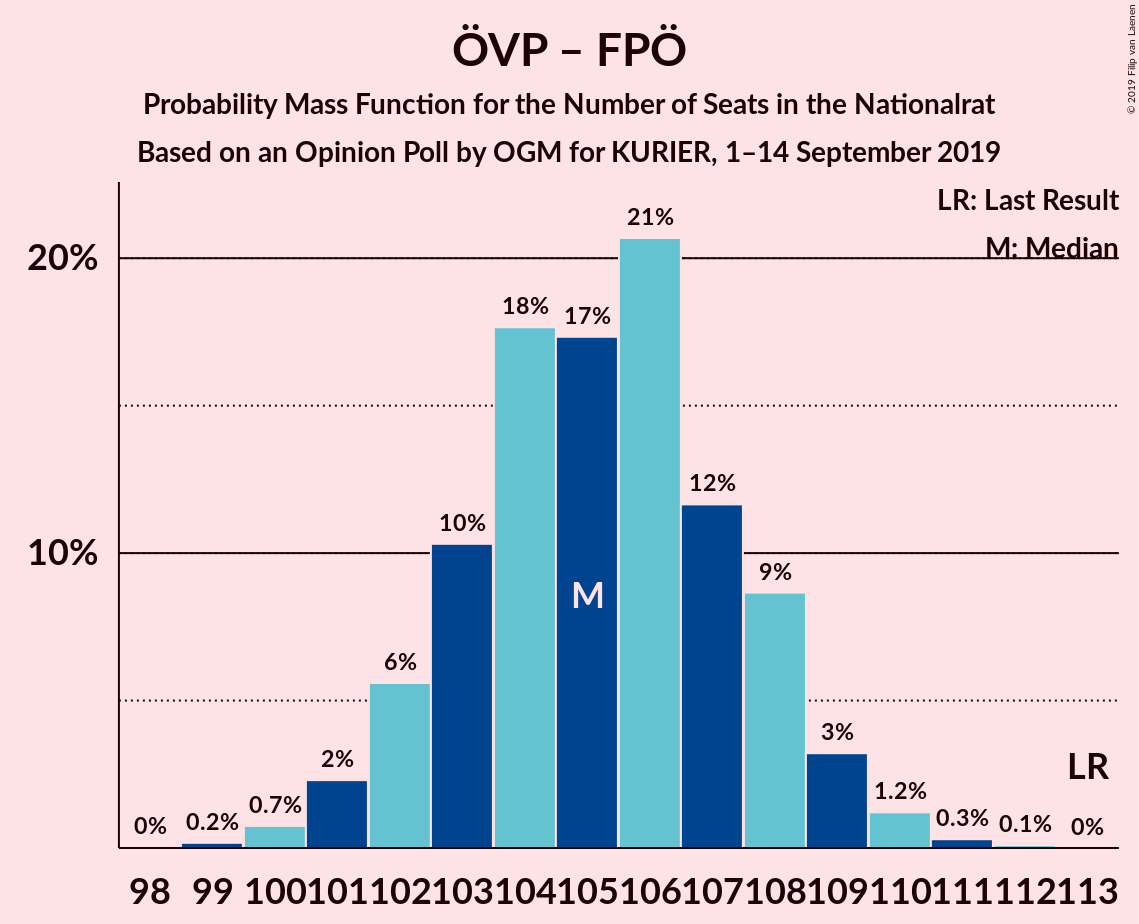 ÖVP – FPÖ
Probability Mass Function for the Number of Seats in the Nationalrat
Based on an Opinion Poll by OGM for KURIER, 1–14 September 2019
© 2019 Filip van Laenen
LR: Last Result
M: Median
20%
10%
0% 0.2% 0.7% 2% 6% 10% 18% 17% 21% 12% 9% 3% 1.2% 0.3% 0.1% 0%
M
LR
98 99 100 101 102 103 104 105 106 107 108 109 110 111 112 113